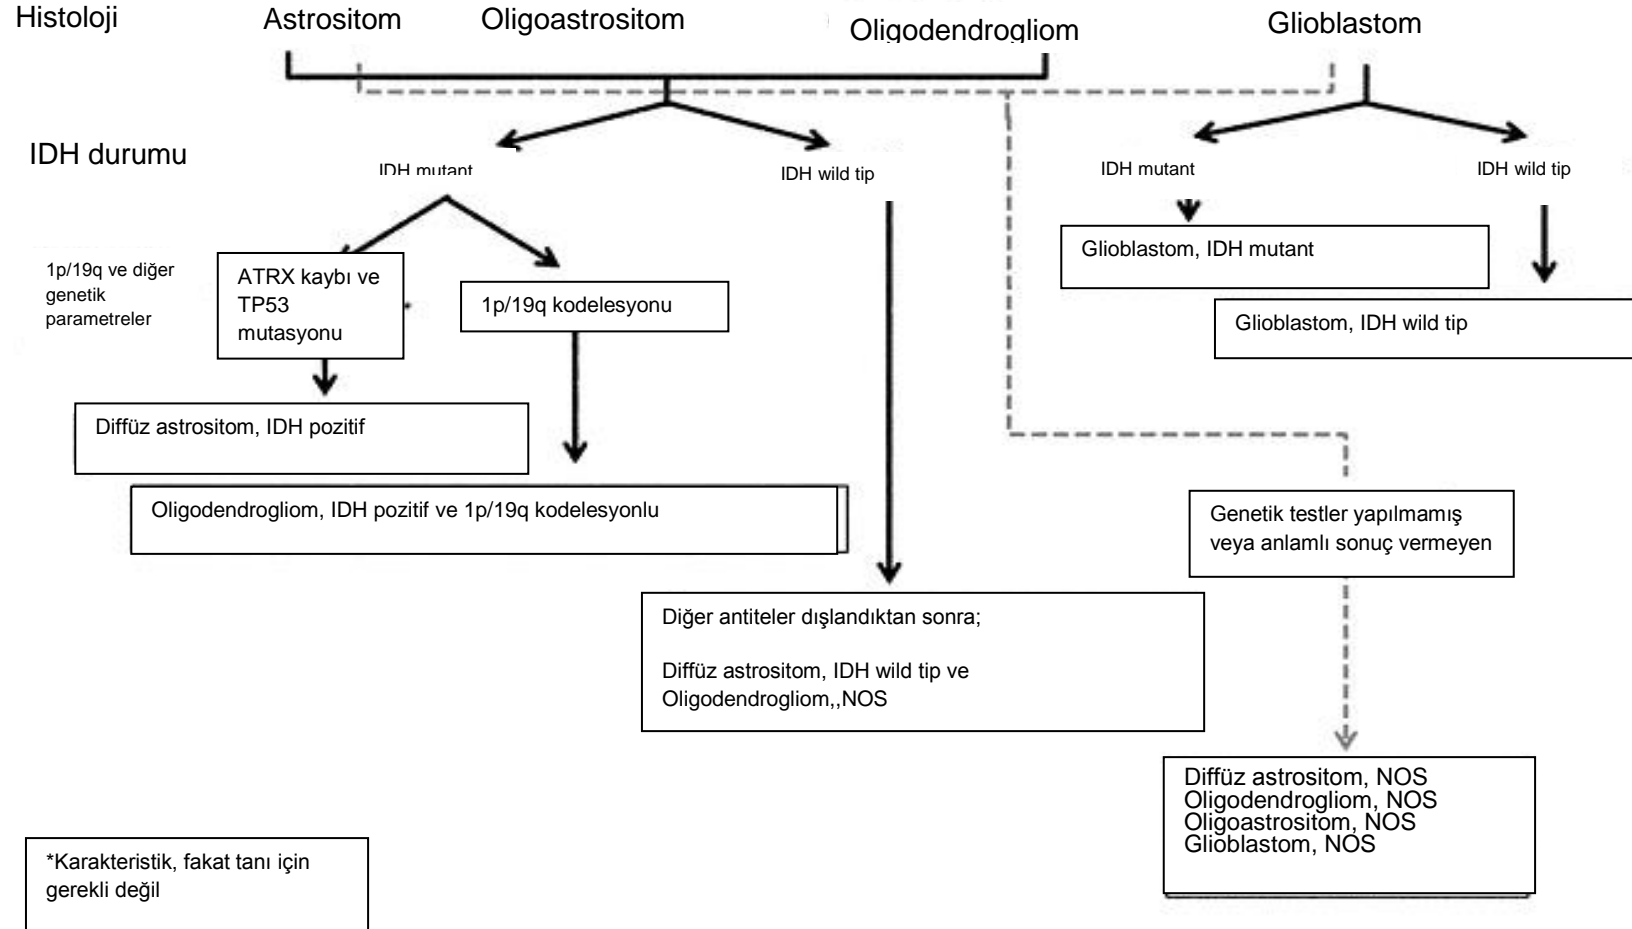 Histoloji
Astrositom
Oligoastrositom
Oligodendrogliom
Glioblastom
IDH durumu
IDH mutant
IDH wild tip
IDH mutant
IDH wild tip
1p/19q ve diğer
genetik
parametreler
ATRX kaybı ve
TP53
mutasyonu
1p/19q kodelesyonu
Glioblastom, IDH mutant
Glioblastom, IDH wild tip
Diffüz astrositom, IDH pozitif
Oligodendrogliom, IDH pozitif ve 1p/19q kodelesyonlu
Genetik testler yapılmamış
veya anlamlı sonuç vermeyen
Diğer antiteler dışlandıktan sonra;
Diffüz astrositom, IDH wild tip ve
Oligodendrogliom,,NOS
Diffüz astrositom, NOS
Oligodendrogliom, NOS
Oligoastrositom, NOS
Glioblastom, NOS
*Karakteristik, fakat tanı için
gerekli değil